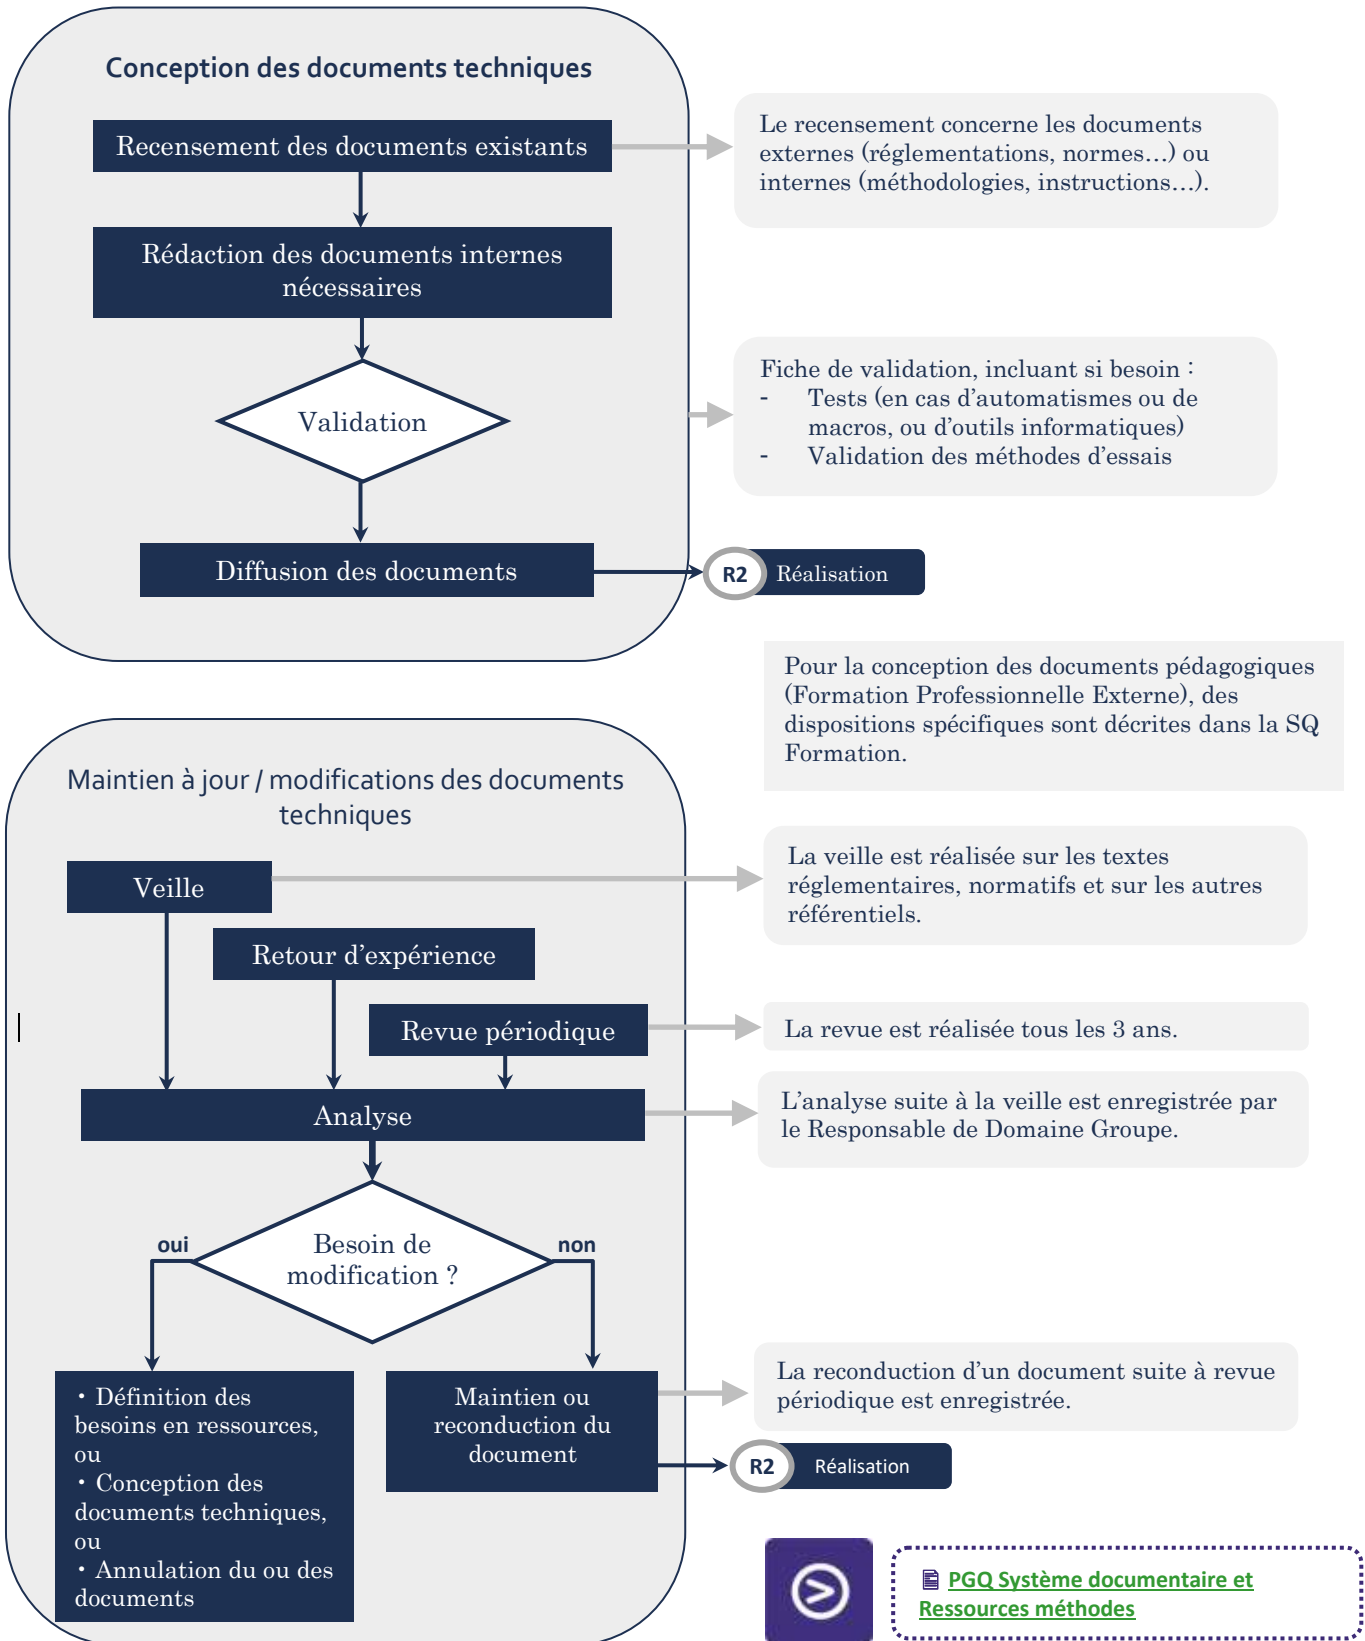 Conception des documents techniques
Recensement des documents existants
Le recensement concerne les documents
externes (réglementations, normes…) ou
internes (méthodologies, instructions…).
Rédaction des documents internes
nécessaires
Validation
Fiche de validation, incluant si besoin :
- Tests (en cas d'automatismes ou de
macros, ou d'outils informatiques)
- Validation des méthodes d'essais
Diffusion des documents
R2 Réalisation
Pour la conception des documents pédagogiques
(Formation Professionnelle Externe), des
dispositions spécifiques sont décrites dans la SQ
Formation.
Maintien à jour / modifications des documents
techniques
Veille
La veille est réalisée sur les textes
réglementaires, normatifs et sur les autres
référentiels.
Retour d'expérience
Revue périodique
La revue est réalisée tous les 3 ans.
Analyse
L'analyse suite à la veille est enregistrée par
le Responsable de Domaine Groupe.
Besoin de
modification ?
oui
non
• Définition des
besoins en ressources,
ou
• Conception des
documents techniques,
ou
• Annulation du ou des
documents
Maintien ou
reconduction du
document
La reconduction d'un document suite à revue
périodique est enregistrée.
R2 Réalisation
PGQ Système documentaire et
Ressources méthodes